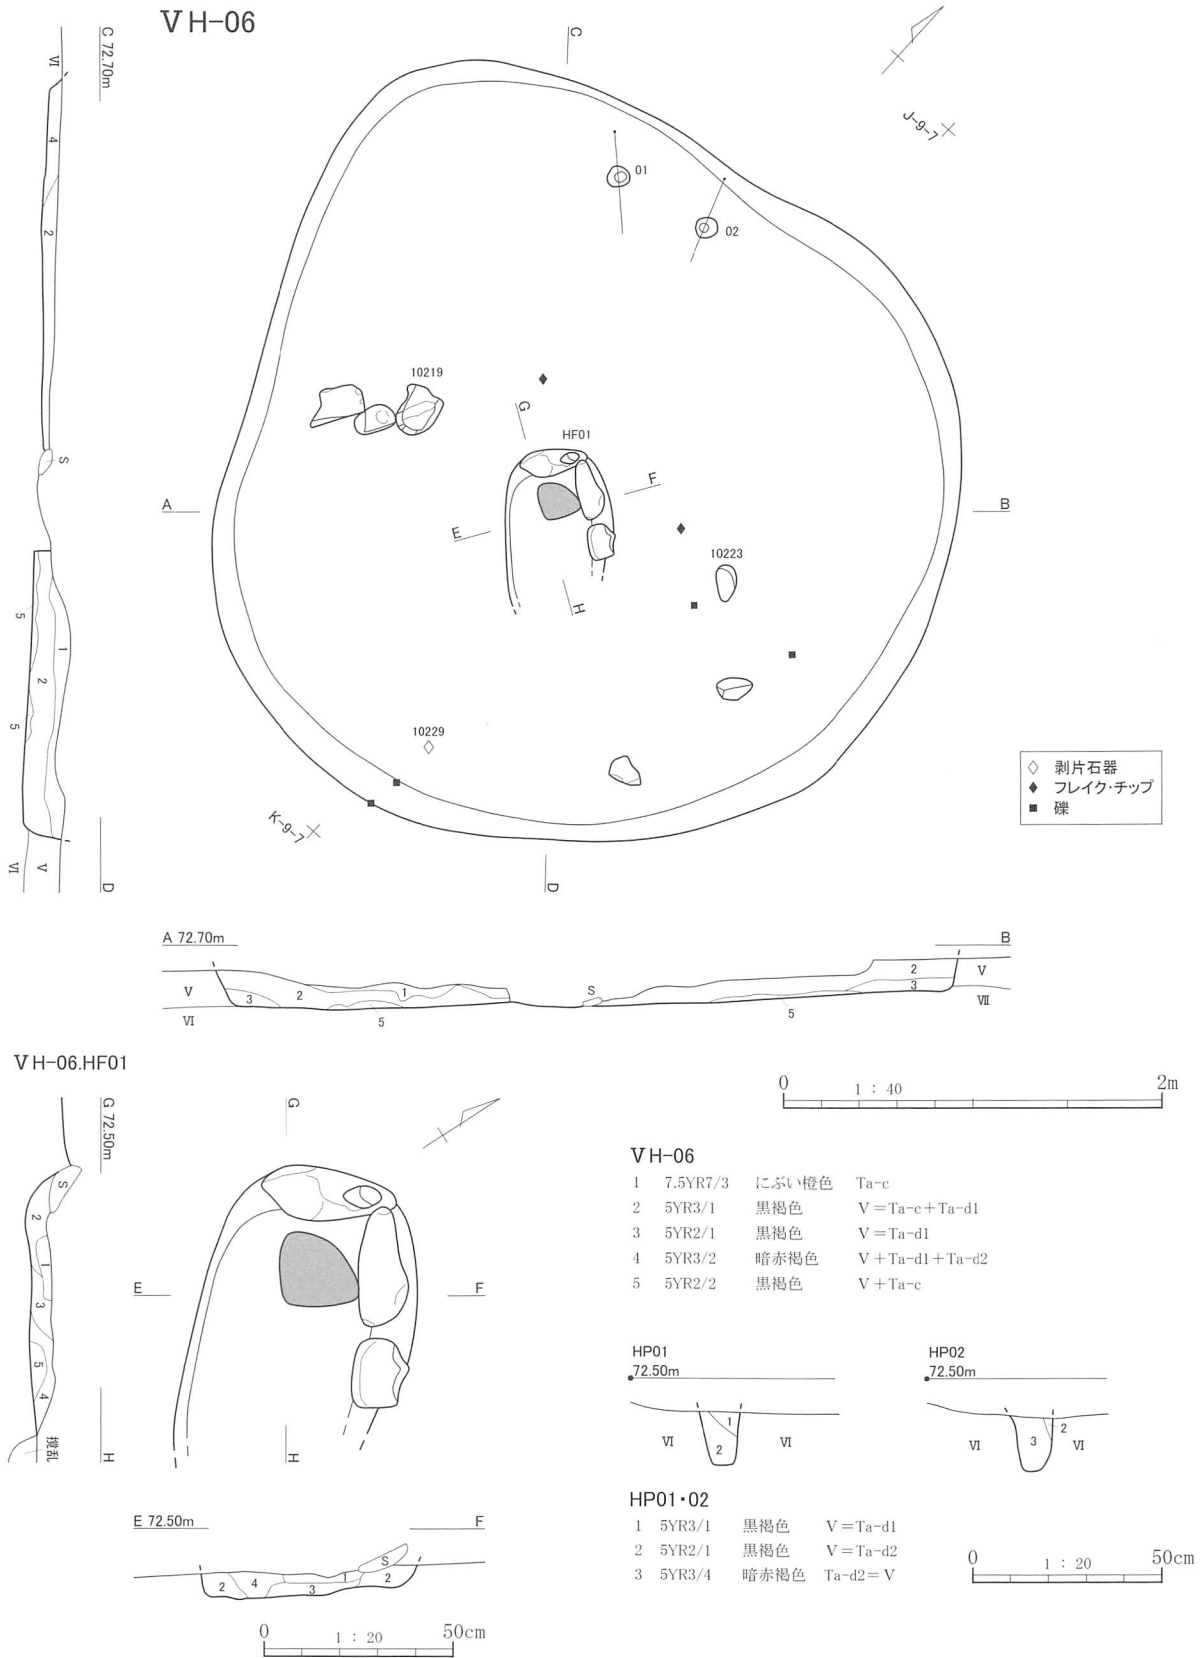 ⅤH-06
C 72.70m
Ⅵ
4
2
S
5
1
2
5
Ⅵ
Ⅴ
D
C
J-9-7
01
02
10219
G
HF01
F
A
B
E
10223
H
10229
K-9-7
D
◇ 剥片石器
◆ フレイク・チップ
■ 礫
A 72.70m
B
Ⅴ
3
2
1
S
2
Ⅴ
3
Ⅵ
5
5
Ⅶ
ⅤH-06.HF01
0 1 : 40 2m
G 72.50m
S
2
1
3
5
4
撹乱
H
G
E
F
H
E 72.50m
F
2
4
3
1
S
2
0 1 : 20 50cm
ⅤH-06
1 7.5YR7/3 にぶい橙色 Ta-c
2 5YR3/1 黒褐色 Ⅴ=Ta-c+Ta-d1
3 5YR2/1 黒褐色 Ⅴ=Ta-d1
4 5YR3/2 暗赤褐色 Ⅴ+Ta-d1+Ta-d2
5 5YR2/2 黒褐色 Ⅴ+Ta-c
HP01
72.50m
1
Ⅵ
2
Ⅵ
HP02
72.50m
2
Ⅵ
3
Ⅵ
HP01・02
1 5YR3/1 黒褐色 Ⅴ=Ta-d1
2 5YR2/1 黒褐色 Ⅴ=Ta-d2
3 5YR3/4 暗赤褐色 Ta-d2=Ⅴ
0 1 : 20 50cm